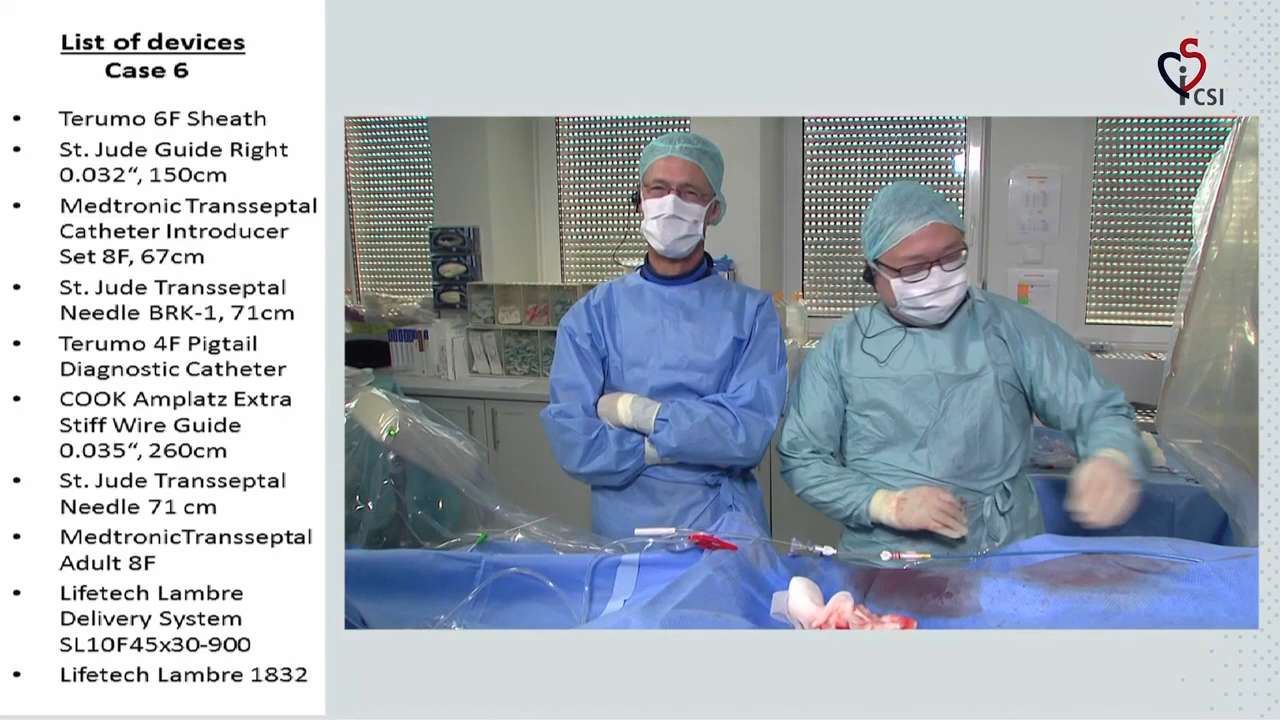 List of devices
Case 6
• Terumo 6F Sheath
• St. Jude Guide Right
0.032“, 150cm
• Medtronic Transseptal
Catheter Introducer
Set 8F, 67cm
• St. Jude Transseptal
Needle BRK-1, 71cm
• Terumo 4F Pigtail
Diagnostic Catheter
• COOK Amplatz Extra
Stiff Wire Guide
0.035“, 260cm
• St. Jude Transseptal
Needle 71 cm
• MedtronicTransseptal
Adult 8F
• Lifetech Lambre
Delivery System
SL10F45x30-900
• Lifetech Lambre 1832
CSI